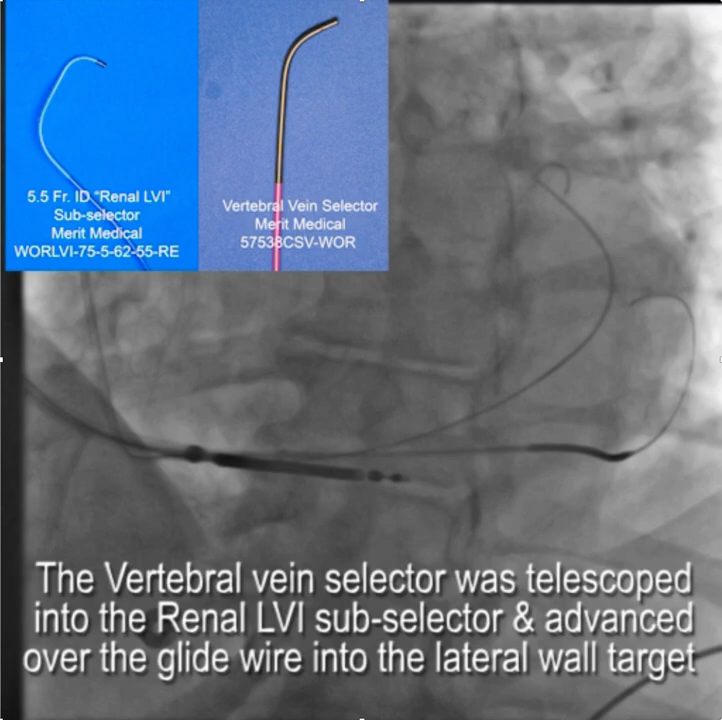 5.5 Fr. ID “Renal LVI”
Sub-selector
Merit Medical
WORLVI-75-5-62-55-RE
Vertebral Vein Selector
Merit Medical
57538CSV-WOR
The Vertebral vein selector was telescoped
into the Renal LVI sub-selector & advanced
over the glide wire into the lateral wall target